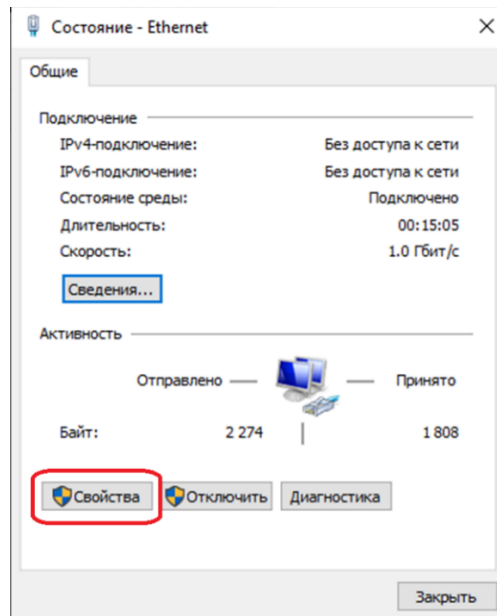 Состояние - Ethernet
Общие
Подключение
IPv4-подключение: Без доступа к сети
IPv6-подключение: Без доступа к сети
Состояние среды: Подключено
Длительность: 00:15:05
Скорость: 1.0 Гбит/с
Сведения...
Активность
Отправлено Принято
Байт: 2 274 1 808
Свойства Отключить Диагностика
Закрыть